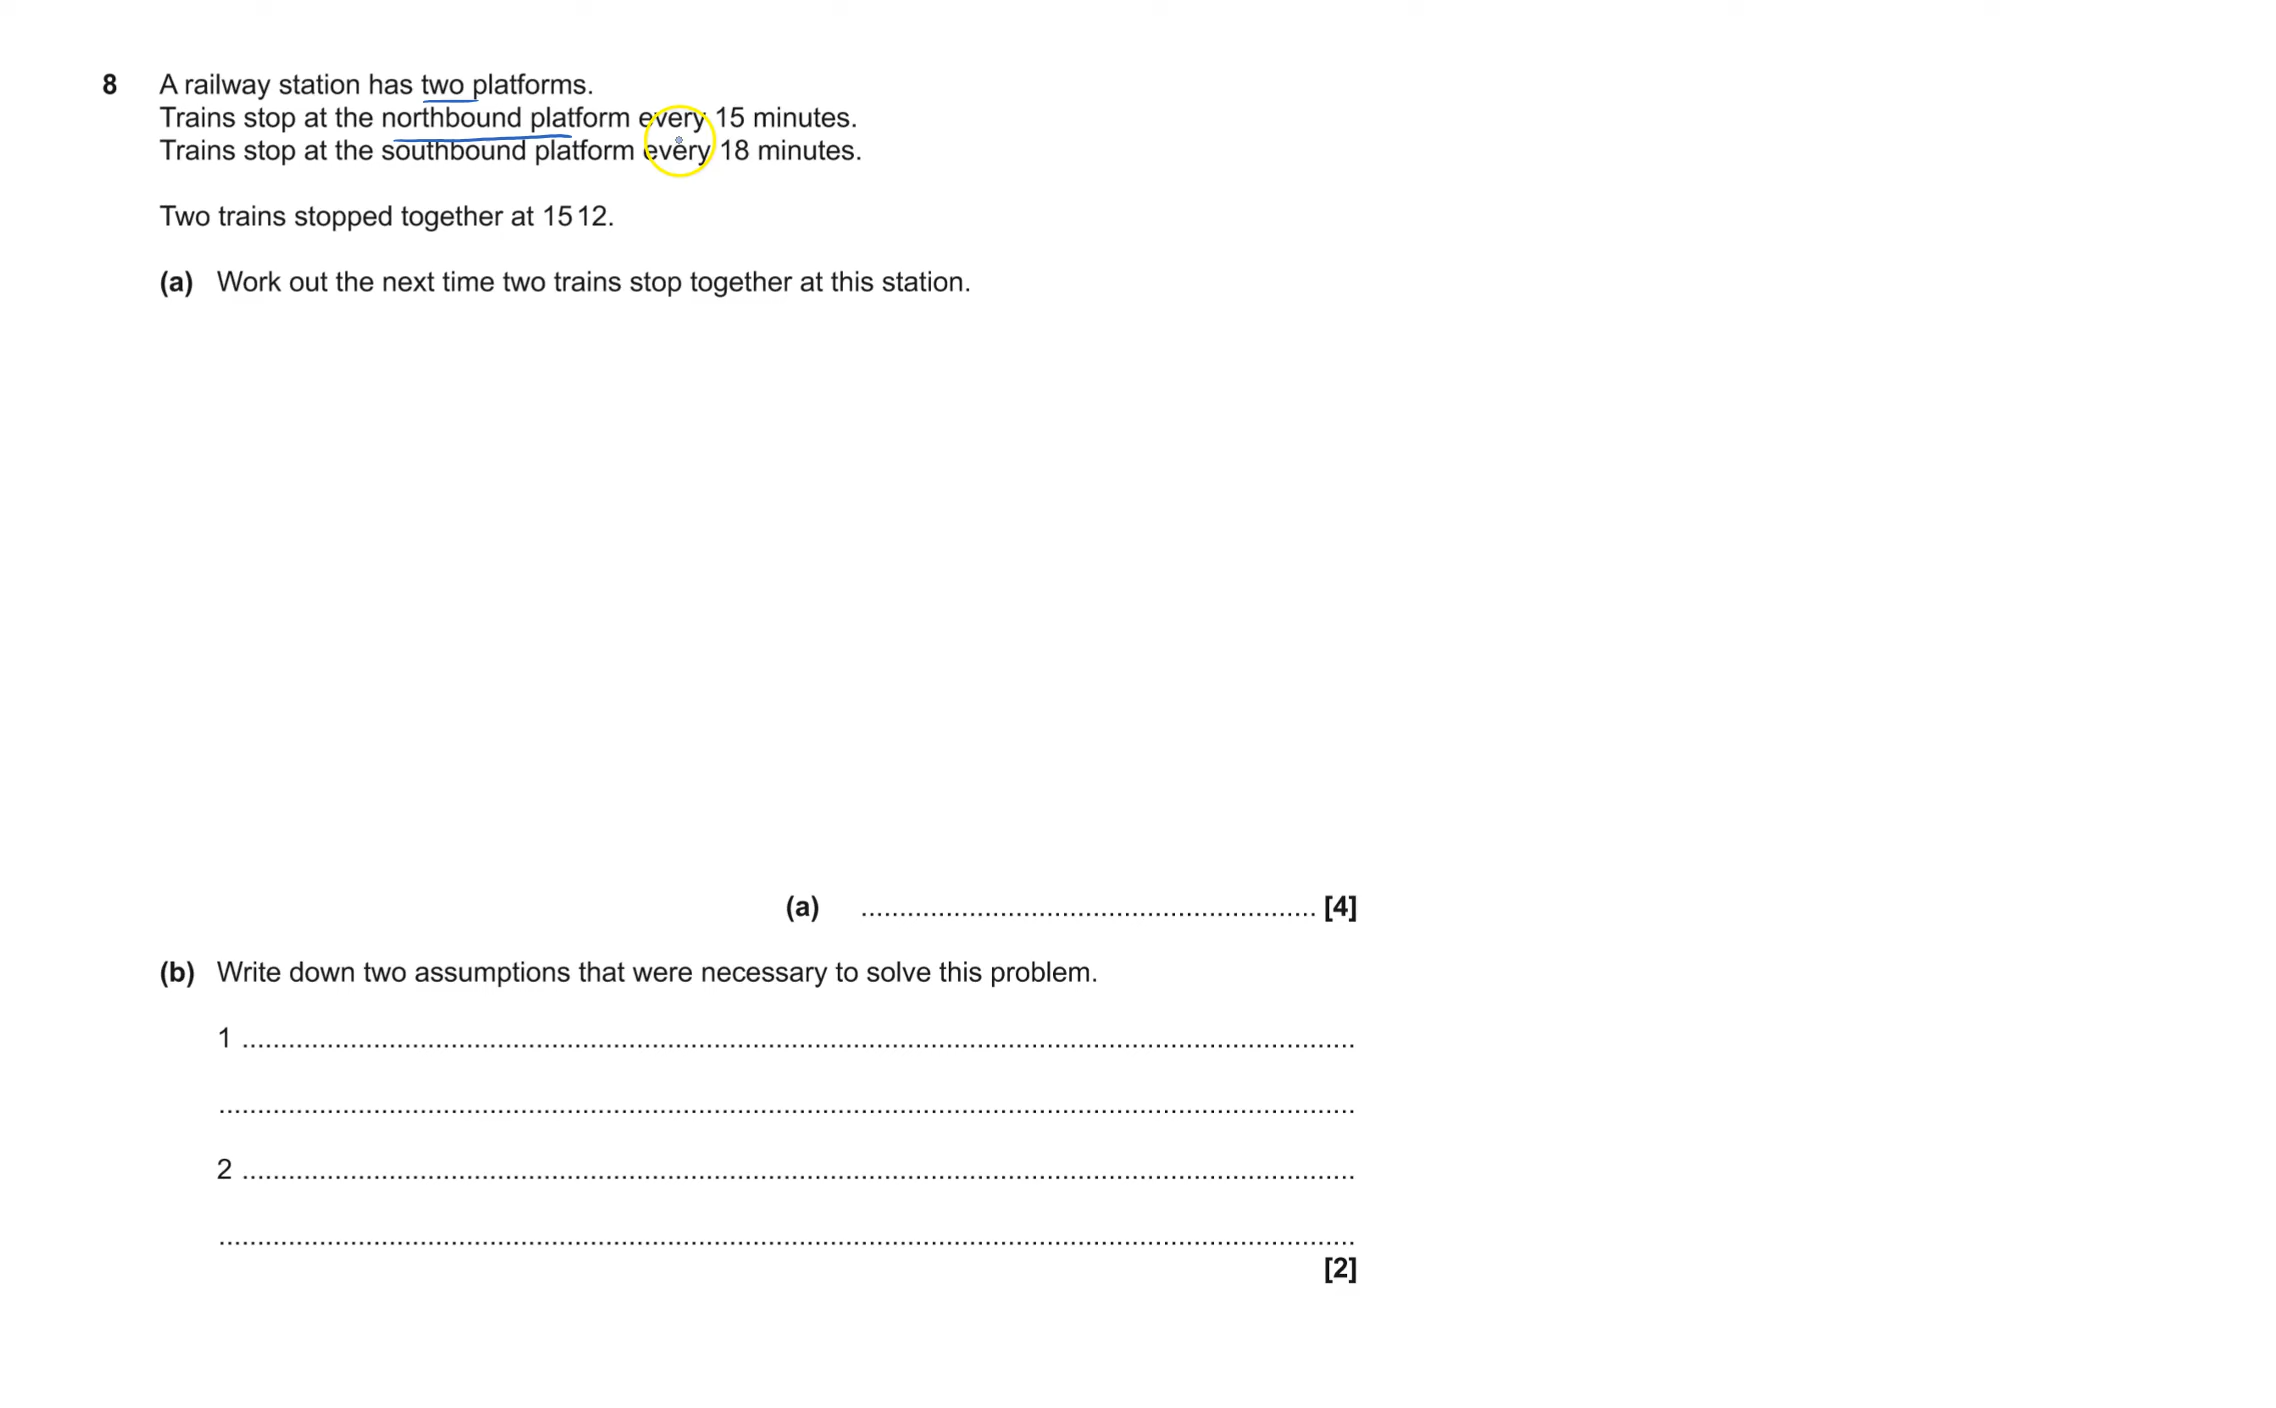 8 A railway station has two platforms.
Trains stop at the northbound platform every 15 minutes.
Trains stop at the southbound platform every 18 minutes.
Two trains stopped together at 15 12.
(a) Work out the next time two trains stop together at this station.
(a) ........................................................... [4]
(b) Write down two assumptions that were necessary to solve this problem.
1 ................................................................................................................................................
...................................................................................................................................................
2 ................................................................................................................................................
...................................................................................................................................................
[2]